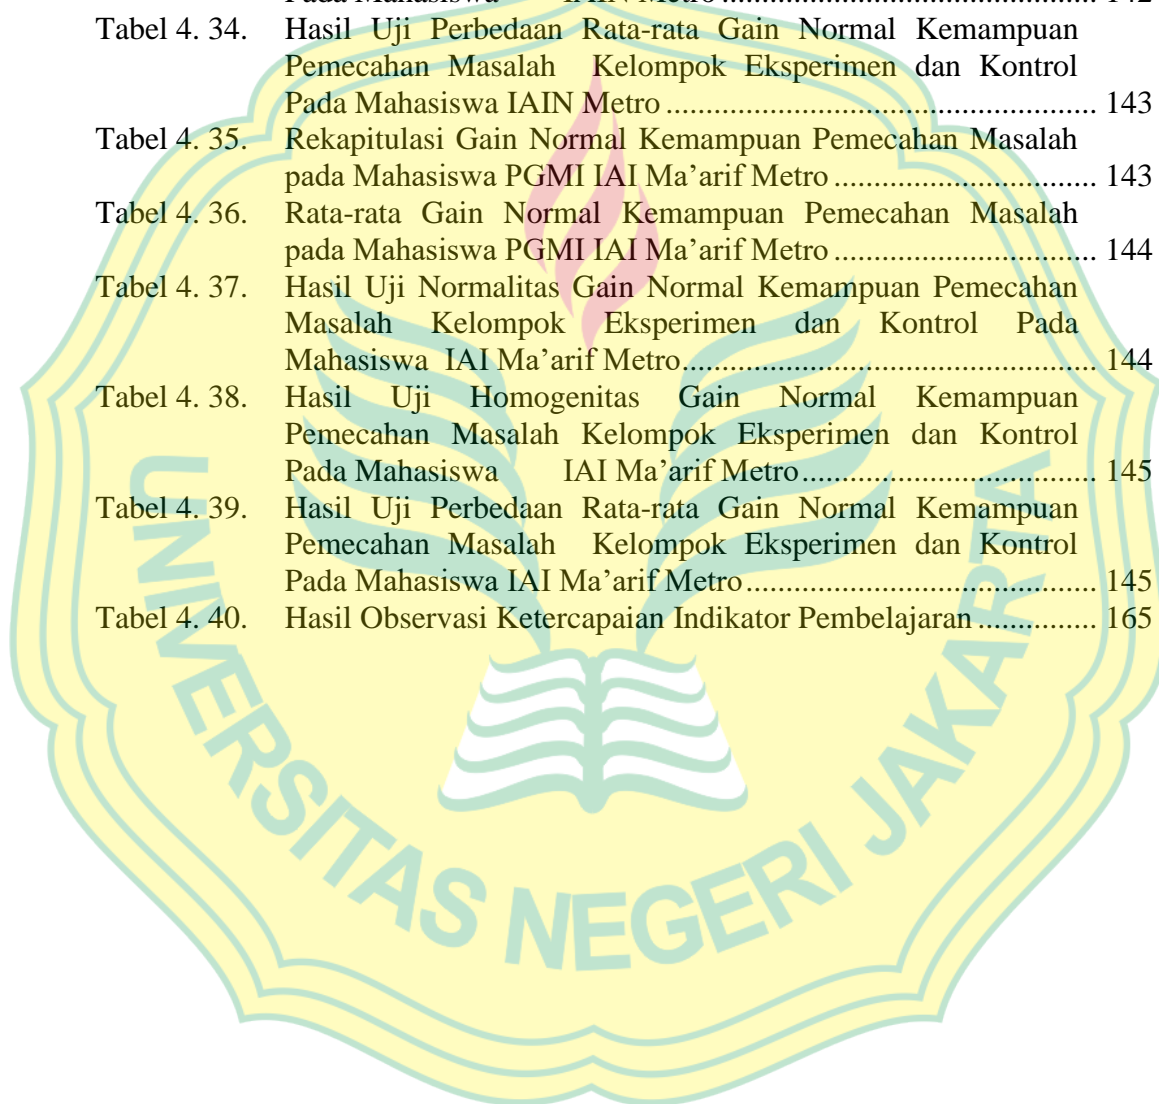 Pada Mahasiswa IAIN Metro ................................................ 142
Tabel 4. 34. Hasil Uji Perbedaan Rata-rata Gain Normal Kemampuan
Pemecahan Masalah Kelompok Eksperimen dan Kontrol
Pada Mahasiswa IAIN Metro ....................................................... 143
Tabel 4. 35. Rekapitulasi Gain Normal Kemampuan Pemecahan Masalah
pada Mahasiswa PGMI IAI Ma’arif Metro ................................. 143
Tabel 4. 36. Rata-rata Gain Normal Kemampuan Pemecahan Masalah
pada Mahasiswa PGMI IAI Ma’arif Metro ................................. 144
Tabel 4. 37. Hasil Uji Normalitas Gain Normal Kemampuan Pemecahan
Masalah Kelompok Eksperimen dan Kontrol Pada
Mahasiswa IAI Ma’arif Metro ..................................................... 144
Tabel 4. 38. Hasil Uji Homogenitas Gain Normal Kemampuan
Pemecahan Masalah Kelompok Eksperimen dan Kontrol
Pada Mahasiswa IAI Ma’arif Metro ..................................... 145
Tabel 4. 39. Hasil Uji Perbedaan Rata-rata Gain Normal Kemampuan
Pemecahan Masalah Kelompok Eksperimen dan Kontrol
Pada Mahasiswa IAI Ma’arif Metro ............................................ 145
Tabel 4. 40. Hasil Observasi Ketercapaian Indikator Pembelajaran ............... 165
UNIVERSITAS NEGERI JAKARTA